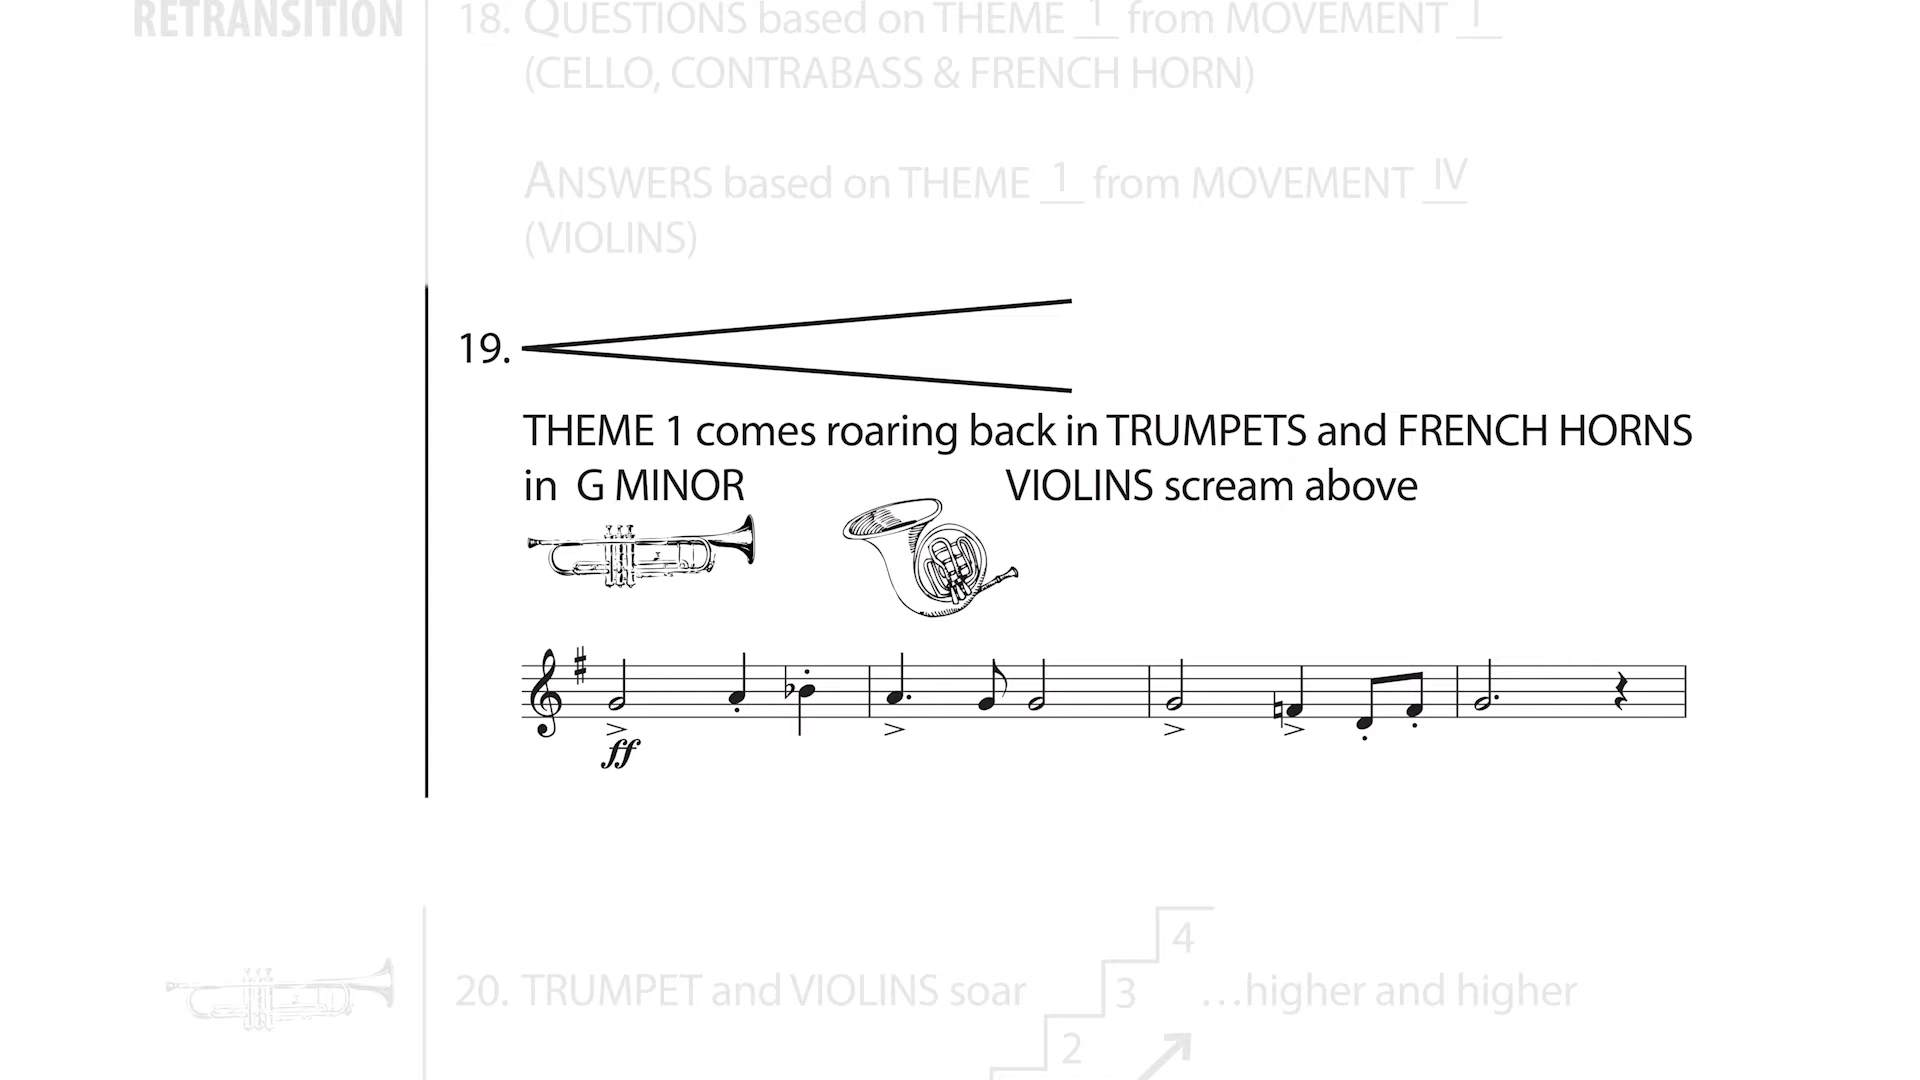 RETRANSITION
18. QUESTIONS based on THEME 1 from MOVEMENT I
(CELLO, CONTRABASS & FRENCH HORN)
ANSWERS based on THEME 1 from MOVEMENT IV
(VIOLINS)
19.
THEME 1 comes roaring back in TRUMPETS and FRENCH HORNS
in G MINOR VIOLINS scream above
ff
4
20. TRUMPET and VIOLINS soar 3 ...higher and higher
2